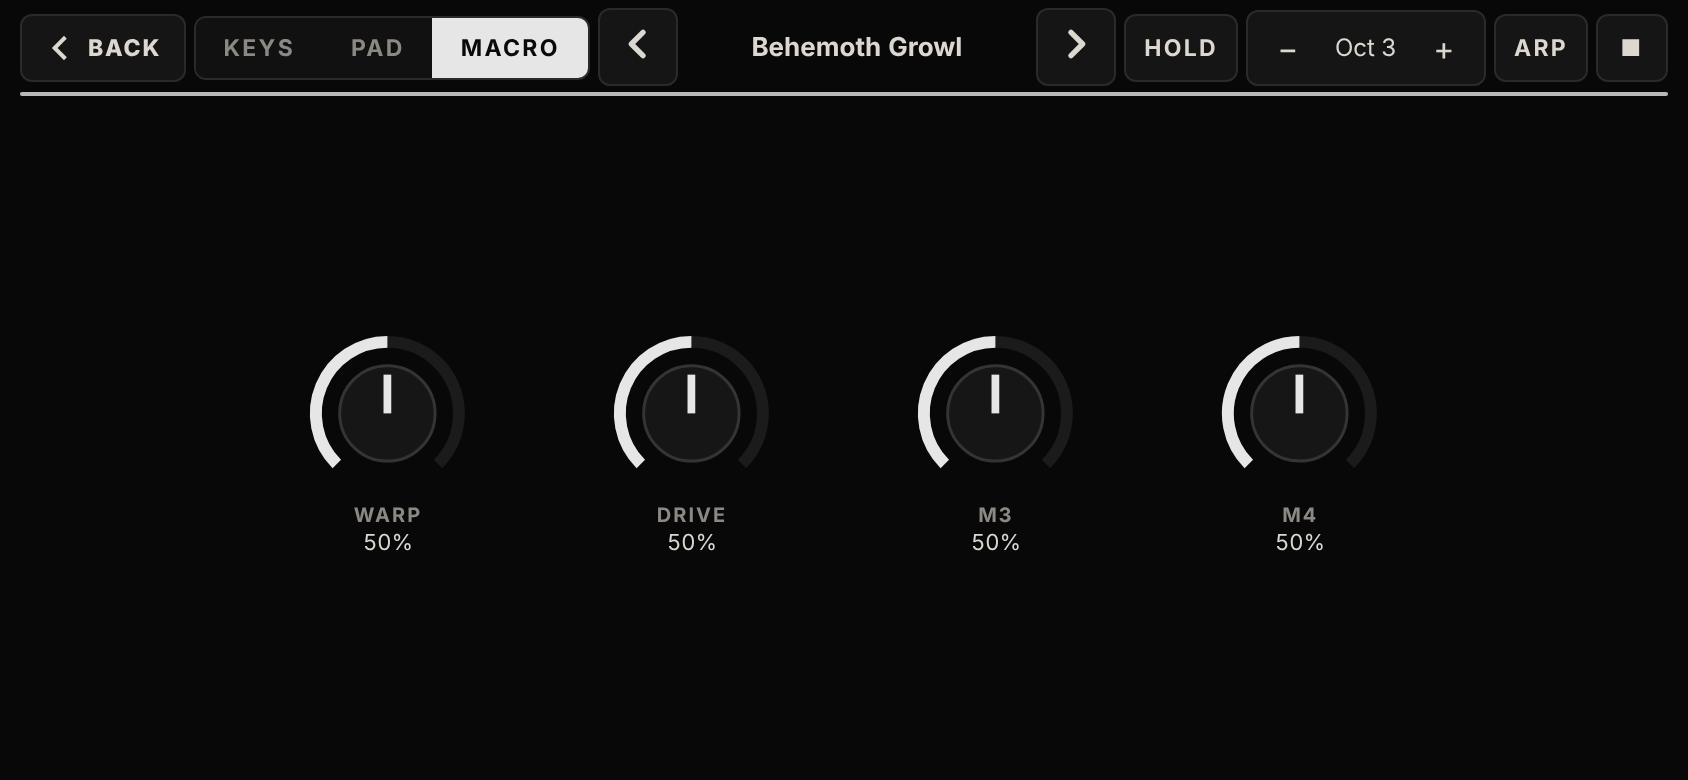 BACK KEYS PAD MACRO Behemoth Growl HOLD – Oct 3 + ARP
WARP DRIVE M3 M4
50% 50% 50% 50%